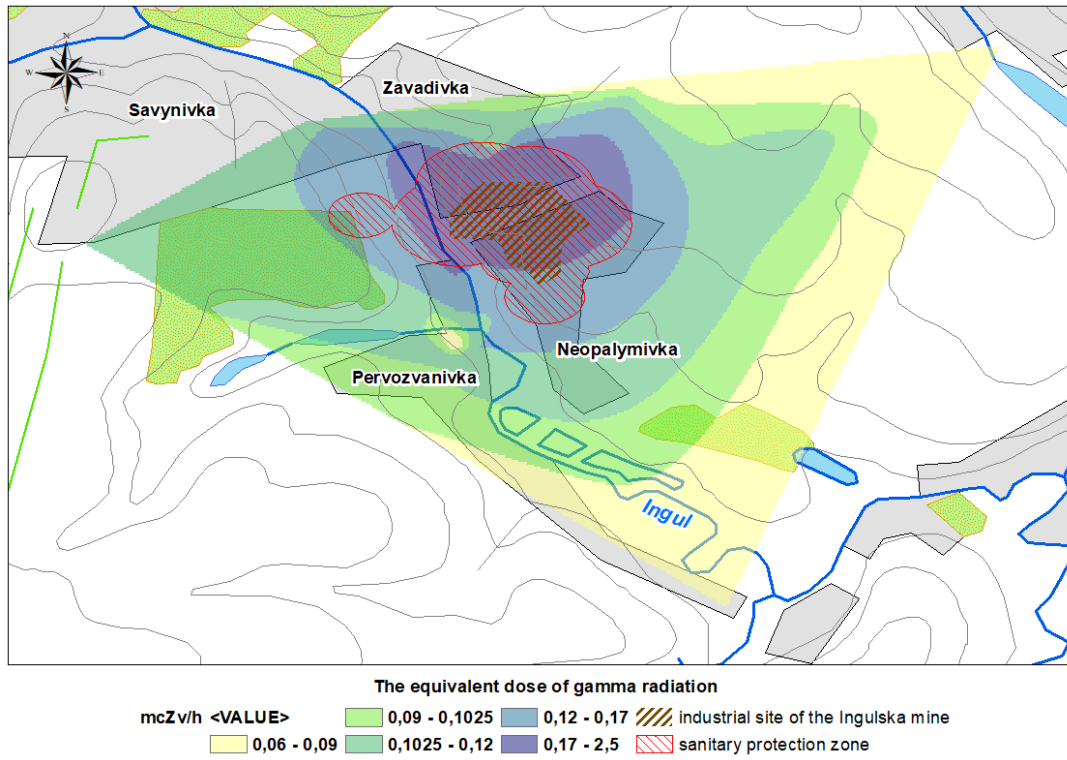 N
W E
S
Zavadivka
Savynivka
Neopalymivka
Pervozvanivka
Ingul
The equivalent dose of gamma radiation
mcZv/h <VALUE> 0,09 - 0,1025 0,12 - 0,17 industrial site of the Ingulska mine
0,06 - 0,09 0,1025 - 0,12 0,17 - 2,5 sanitary protection zone